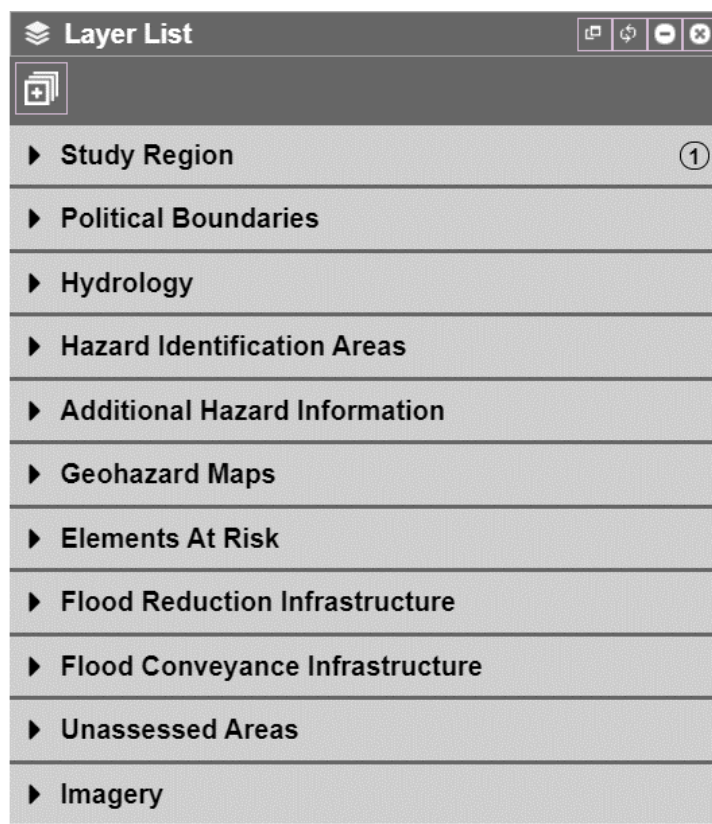 Layer List
Study Region 1
Political Boundaries
Hydrology
Hazard Identification Areas
Additional Hazard Information
Geohazard Maps
Elements At Risk
Flood Reduction Infrastructure
Flood Conveyance Infrastructure
Unassessed Areas
Imagery